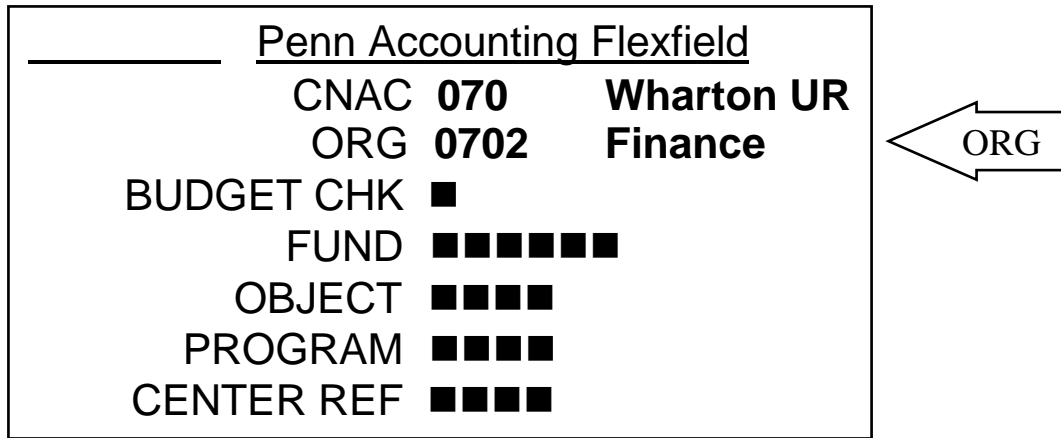 Penn Accounting Flexfield
CNAC 070 Wharton UR
ORG 0702 Finance
ORG
BUDGET CHK ■
FUND ■■■■■■
OBJECT ■■■■
PROGRAM ■■■■
CENTER REF ■■■■